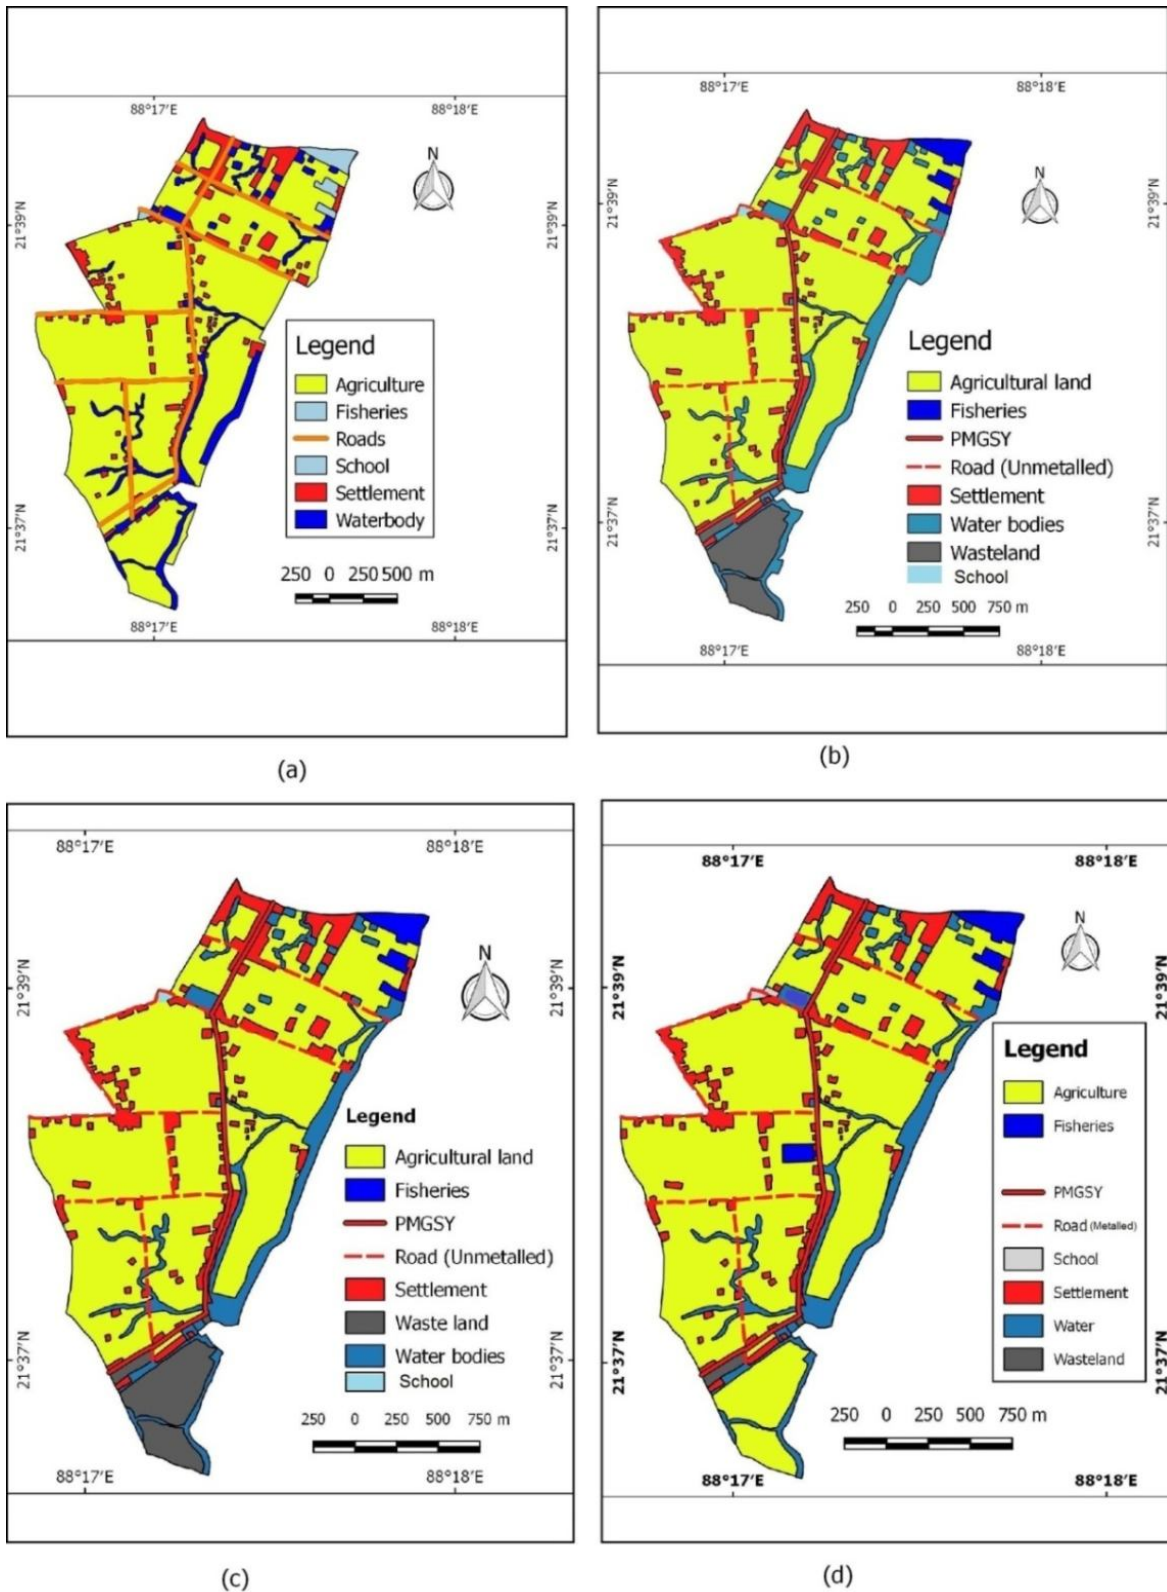 88°17'E 88°18'E
N
21°39'N 21°39'N
Legend
Agriculture
Fisheries
Roads
School
Settlement
Waterbody
21°37'N 21°37'N
250 0 250 500 m
88°17'E 88°18'E
(a)
88°17'E 88°18'E
N
21°39'N 21°39'N
Legend
Agricultural land
Fisheries
PMGSY
Road (Unmetalled)
Settlement
Water bodies
Wasteland
School
21°37'N 21°37'N
250 0 250 500 750 m
88°17'E 88°18'E
(b)
88°17'E 88°18'E
N
21°39'N 21°39'N
Legend
Agricultural land
Fisheries
PMGSY
Road (Unmetalled)
Settlement
Waste land
Water bodies
School
21°37'N 21°37'N
250 0 250 500 750 m
88°17'E 88°18'E
(c)
88°17'E 88°18'E
N
21°39'N 21°39'N
Legend
Agriculture
Fisheries
PMGSY
Road (Metalled)
School
Settlement
Water
Wasteland
21°37'N 21°37'N
250 0 250 500 750 m
88°17'E 88°18'E
(d)